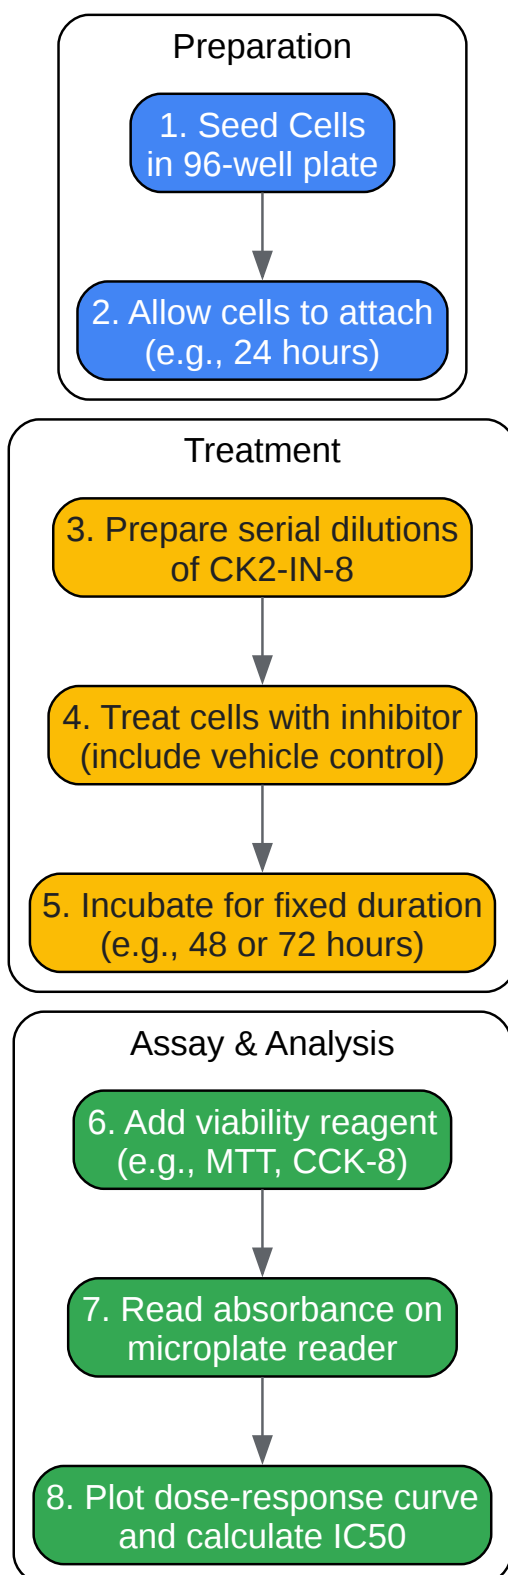 Preparation
1. Seed Cells
in 96-well plate
2. Allow cells to attach
(e.g., 24 hours)
Treatment
3. Prepare serial dilutions
of CK2-IN-8
4. Treat cells with inhibitor
(include vehicle control)
5. Incubate for fixed duration
(e.g., 48 or 72 hours)
Assay & Analysis
6. Add viability reagent
(e.g., MTT, CCK-8)
7. Read absorbance on
microplate reader
8. Plot dose-response curve
and calculate IC50